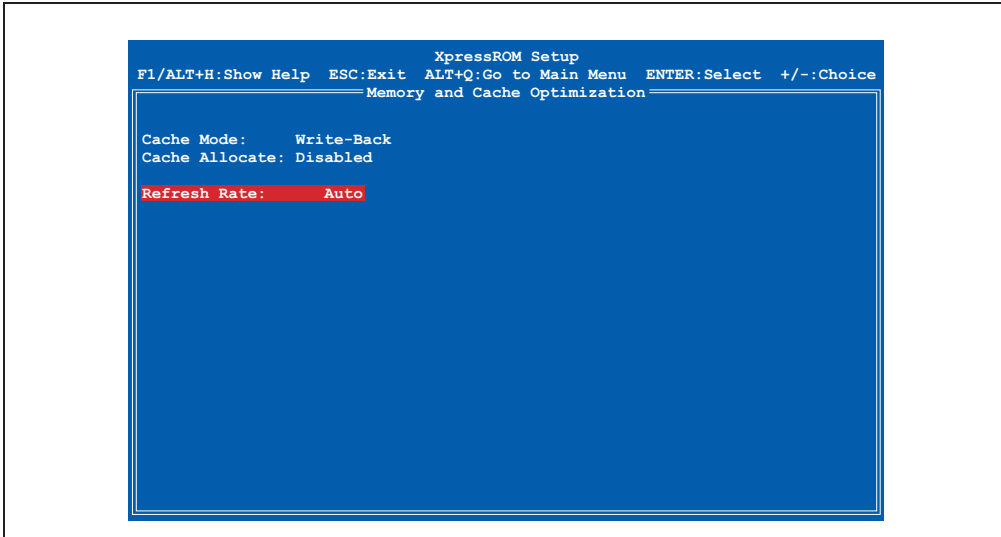 XpressROM Setup
F1/ALT+H:Show Help ESC:Exit ALT+Q:Go to Main Menu ENTER:Select +/-:Choice
Memory and Cache Optimization
Cache Mode: Write-Back
Cache Allocate: Disabled
Refresh Rate: Auto